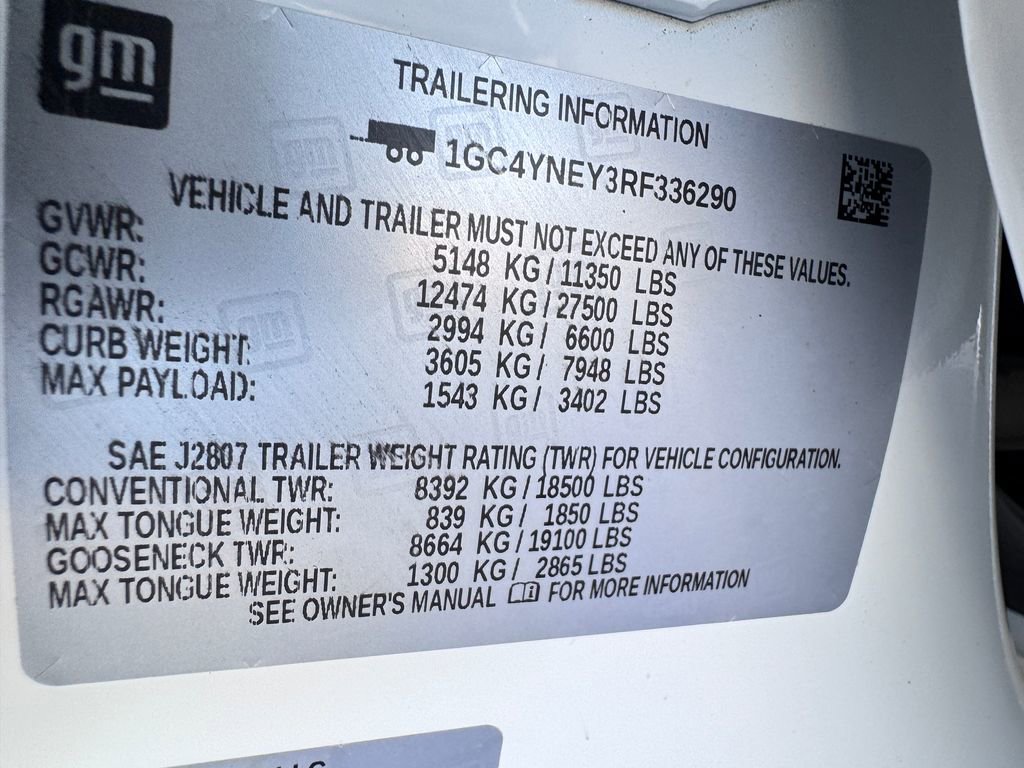 gm
TRAILERING INFORMATION
1GC4YNEY3RF336290
VEHICLE AND TRAILER MUST NOT EXCEED ANY OF THESE VALUES.
GVWR: 5148 KG / 11350 LBS
GCWR: 12474 KG / 27500 LBS
RGAWR: 2994 KG / 6600 LBS
CURB WEIGHT: 3605 KG / 7948 LBS
MAX PAYLOAD: 1543 KG / 3402 LBS
SAE J2807 TRAILER WEIGHT RATING (TWR) FOR VEHICLE CONFIGURATION.
CONVENTIONAL TWR: 8392 KG / 18500 LBS
MAX TONGUE WEIGHT: 839 KG / 1850 LBS
GOOSENECK TWR: 8664 KG / 19100 LBS
MAX TONGUE WEIGHT: 1300 KG / 2865 LBS
SEE OWNER'S MANUAL FOR MORE INFORMATION